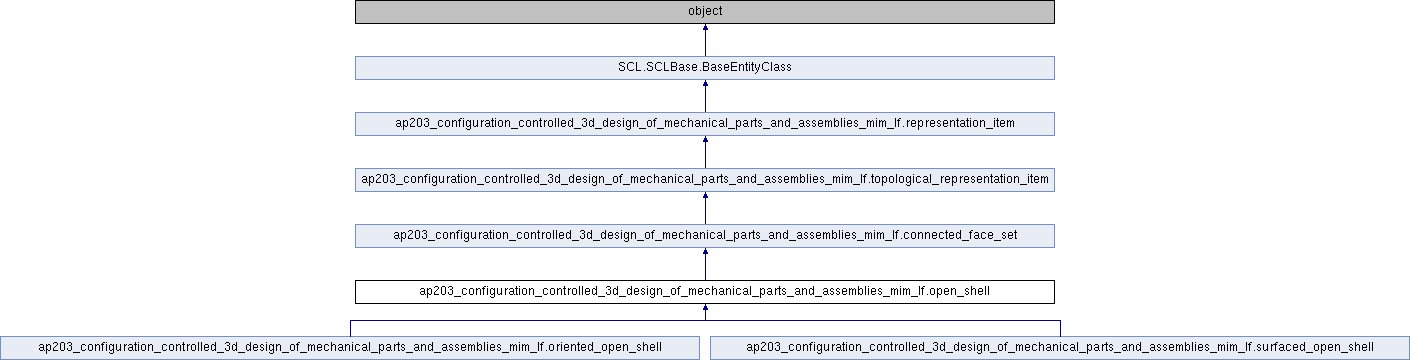 object
SCL.SCLBase.BaseEntityClass
ap203_configuration_controlled_3d_design_of_mechanical_parts_and_assemblies_mim_lf.representation_item
ap203_configuration_controlled_3d_design_of_mechanical_parts_and_assemblies_mim_lf.topological_representation_item
ap203_configuration_controlled_3d_design_of_mechanical_parts_and_assemblies_mim_lf.connected_face_set
ap203_configuration_controlled_3d_design_of_mechanical_parts_and_assemblies_mim_lf.open_shell
ap203_configuration_controlled_3d_design_of_mechanical_parts_and_assemblies_mim_lf.oriented_open_shell
ap203_configuration_controlled_3d_design_of_mechanical_parts_and_assemblies_mim_lf.surfaced_open_shell